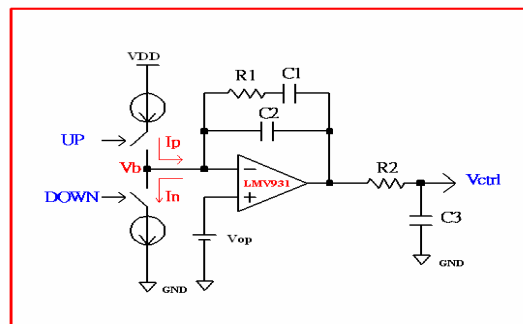 VDD
R1
C1
C2
UP
Ip
Vb
LMV931
R2
Vctrl
DOWN
In
Vop
C3
GND
GND